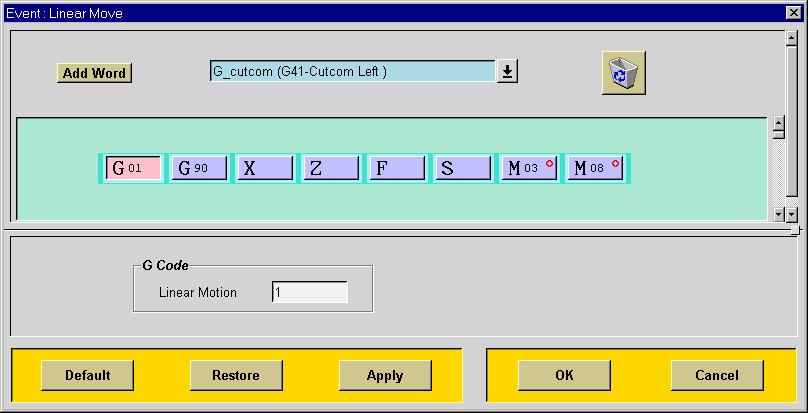 Event : Linear Move
Add Word G_cutcom (G41-Cutcom Left )
G 01 G 90 X Z F S M 03 M 08
G Code
Linear Motion 1
Default Restore Apply OK Cancel